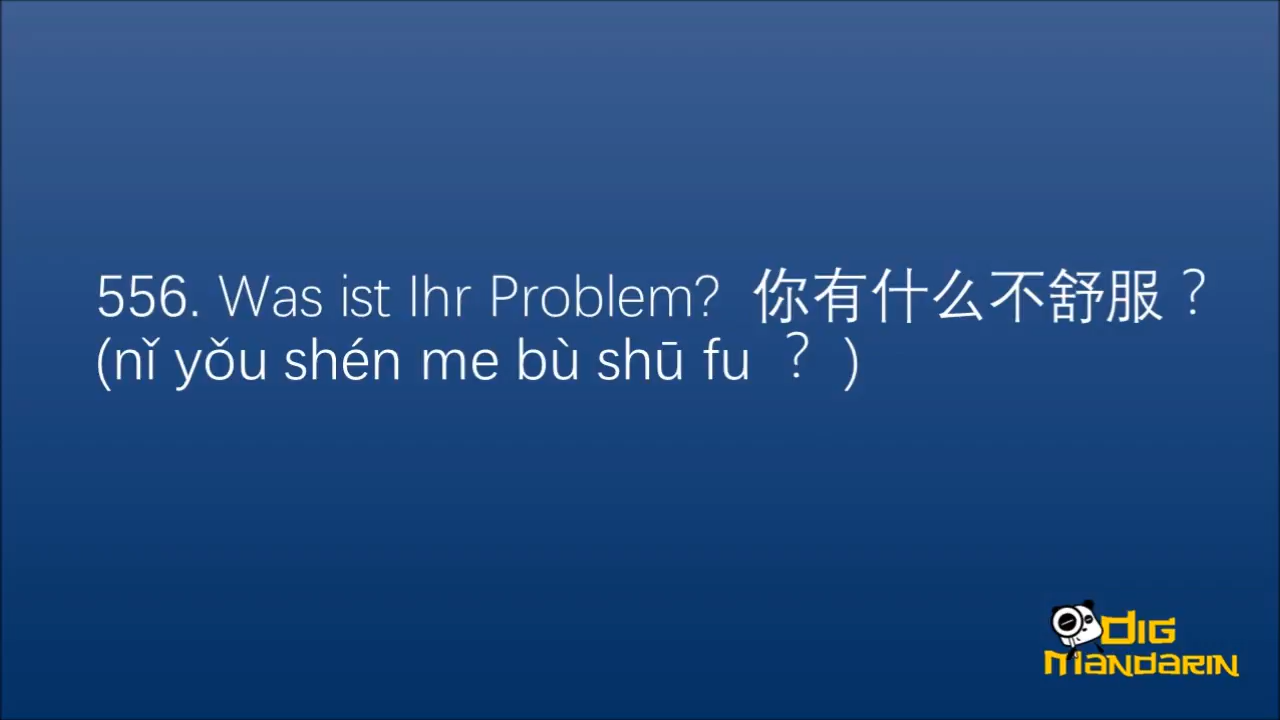 556. Was ist Ihr Problem? 你有什么不舒服？
(nǐ yǒu shén me bù shū fu ？ )
DIG
MANDARIN